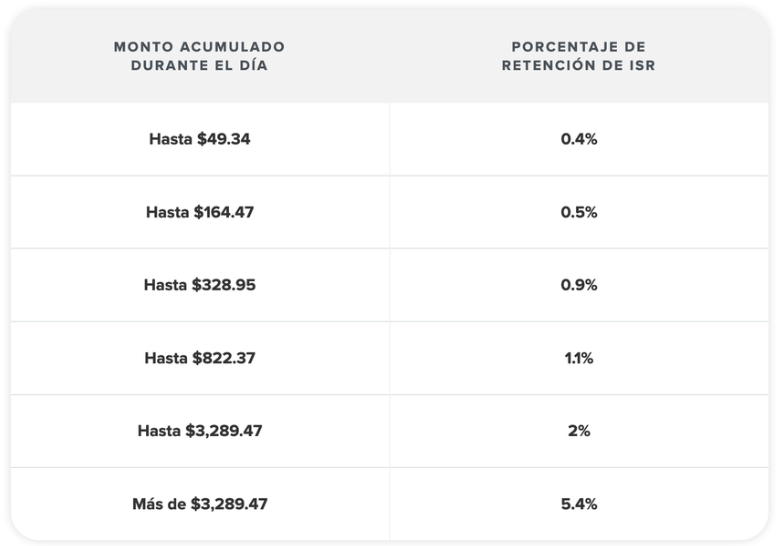 MONTO ACUMULADO
DURANTE EL DÍA
PORCENTAJE DE
RETENCIÓN DE ISR
Hasta $49.34
0.4%
Hasta $164.47
0.5%
Hasta $328.95
0.9%
Hasta $822.37
1.1%
Hasta $3,289.47
2%
Más de $3,289.47
5.4%